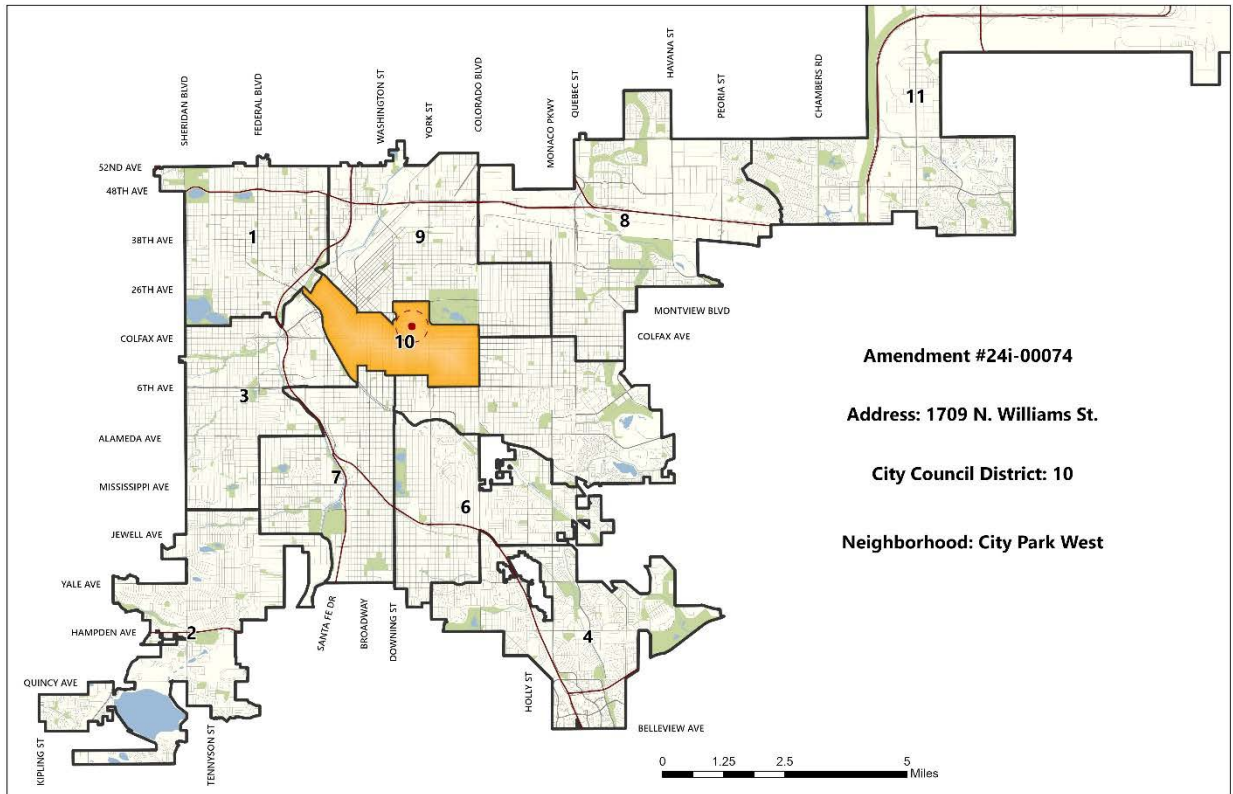 SHERIDAN BLVD
FEDERAL BLVD
WASHINGTON ST
YORK ST
COLORADO BLVD
MONACO PKWY
QUEBEC ST
HAVANA ST
PEORIA ST
CHAMBERS RD
11
52ND AVE
48TH AVE
38TH AVE
26TH AVE
COLFAX AVE
6TH AVE
ALAMEDA AVE
MISSISSIPPI AVE
JEWELL AVE
YALE AVE
HAMPDEN AVE
QUINCY AVE
1
9
8
10
3
7
6
2
4
MONTVIEW BLVD
COLFAX AVE
Amendment #24i-00074
Address: 1709 N. Williams St.
City Council District: 10
Neighborhood: City Park West
KIPLING ST
TENNYSON ST
SANTA FE DR
BROADWAY
DOWNING ST
HOLLY ST
BELLEVIEW AVE
0 1.25 2.5 5
Miles